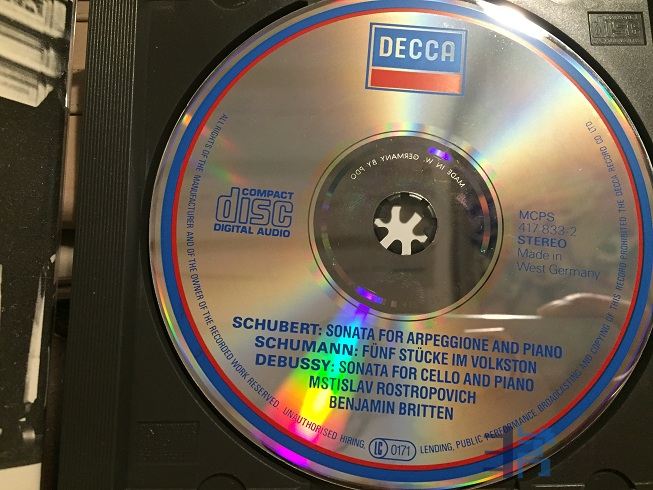 DECCA
MADE IN W. GERMANY BY PDO
COMPACT
disc
DIGITAL AUDIO
MCPS
417 833-2
STEREO
Made in
West Germany
SCHUBERT: SONATA FOR ARPEGGIONE AND PIANO
SCHUMANN: FÜNF STÜCKE IM VOLKSTON
DEBUSSY: SONATA FOR CELLO AND PIANO
MSTISLAV ROSTROPOVICH
BENJAMIN BRITTEN
ALL RIGHTS OF THE MANUFACTURER AND OF THE OWNER OF THE RECORDED WORK RESERVED. UNAUTHORISED HIRING, LENDING, PUBLIC PERFORMANCE, BROADCASTING AND COPYING OF THIS RECORD PROHIBITED. THE DECCA RECORD CO. LTD.
LC 0171